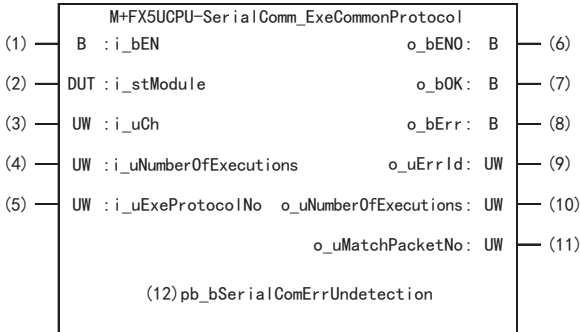 M+FX5UCPU-SerialComm_ExeCommonProtocol
(1) B :i_bEN o_bENO: B (6)
(2) DUT :i_stModule o_bOK: B (7)
(3) UW :i_uCh o_bErr: B (8)
(4) UW :i_uNumberOfExecutions o_uErrId: UW (9)
(5) UW :i_uExeProtocolNo o_uNumberOfExecutions: UW (10)
o_uMatchPacketNo: UW (11)
(12)pb_bSerialComErrUndetection